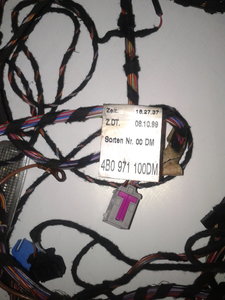 Zeit: 18.27.37
Z.DT. 08.10.99
Sorten Nr. 00 DM
4B0 971 100DM
T